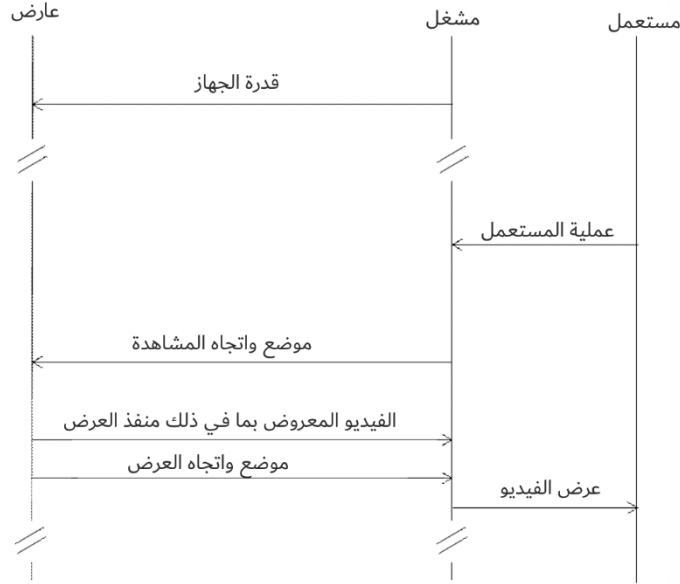 عارض
مشغل
مستعمل
قدرة الجهاز
عملية المستعمل
موضع واتجاه المشاهدة
الفيديو المعروض بما في ذلك منفذ العرض
موضع واتجاه العرض
عرض الفيديو